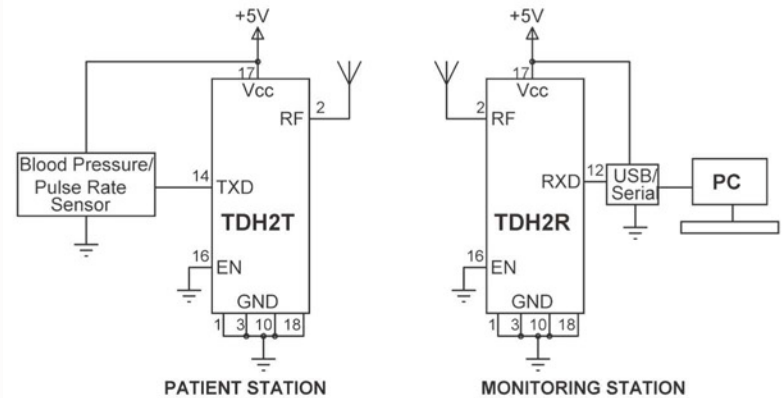 +5V
17
Vcc
RF
2
Blood Pressure/
Pulse Rate
Sensor
14
TXD
TDH2T
16
EN
GND
1
3
10
18
PATIENT STATION
+5V
17
Vcc
2
RF
RXD
12
USB/
Serial
PC
TDH2R
16
EN
GND
1
3
10
18
MONITORING STATION